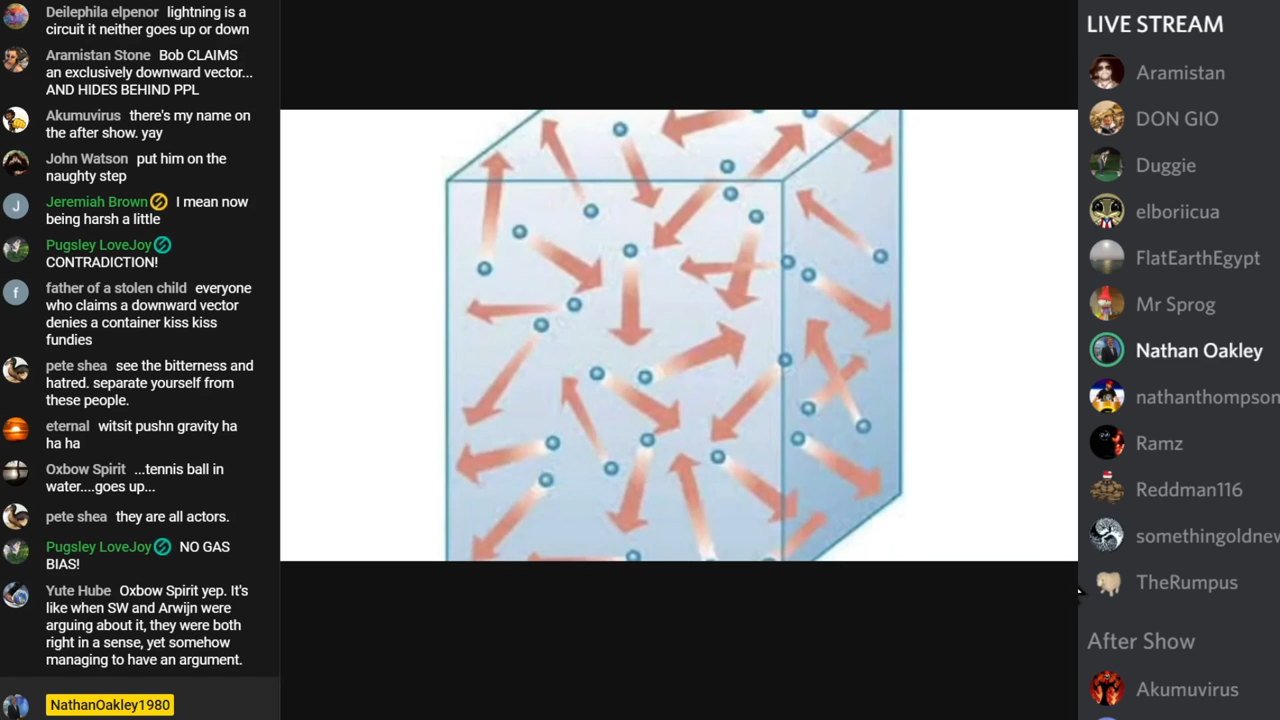 Deilephila elpenor lightning is a
circuit it neither goes up or down
Aramistan Stone Bob CLAIMS
an exclusively downward vector...
AND HIDES BEHIND PPL
Akumuvirus there's my name on
the after show. yay
John Watson put him on the
naughty step
J
Jeremiah Brown I mean now
being harsh a little
Pugsley LoveJoy
CONTRADICTION!
f
father of a stolen child everyone
who claims a downward vector
denies a container kiss kiss
fundies
pete shea see the bitterness and
hatred. separate yourself from
these people.
eternal witsit pushn gravity ha
ha ha
Oxbow Spirit ...tennis ball in
water....goes up...
pete shea they are all actors.
Pugsley LoveJoy NO GAS
BIAS!
Yute Hube Oxbow Spirit yep. It's
like when SW and Arwijn were
arguing about it, they were both
right in a sense, yet somehow
managing to have an argument.
NathanOakley1980
LIVE STREAM
Aramistan
DON GIO
Duggie
elboriicua
FlatEarthEgypt
Mr Sprog
Nathan Oakley
nathanthompson
Ramz
Reddman116
somethingoldnew
TheRumpus
After Show
Akumuvirus